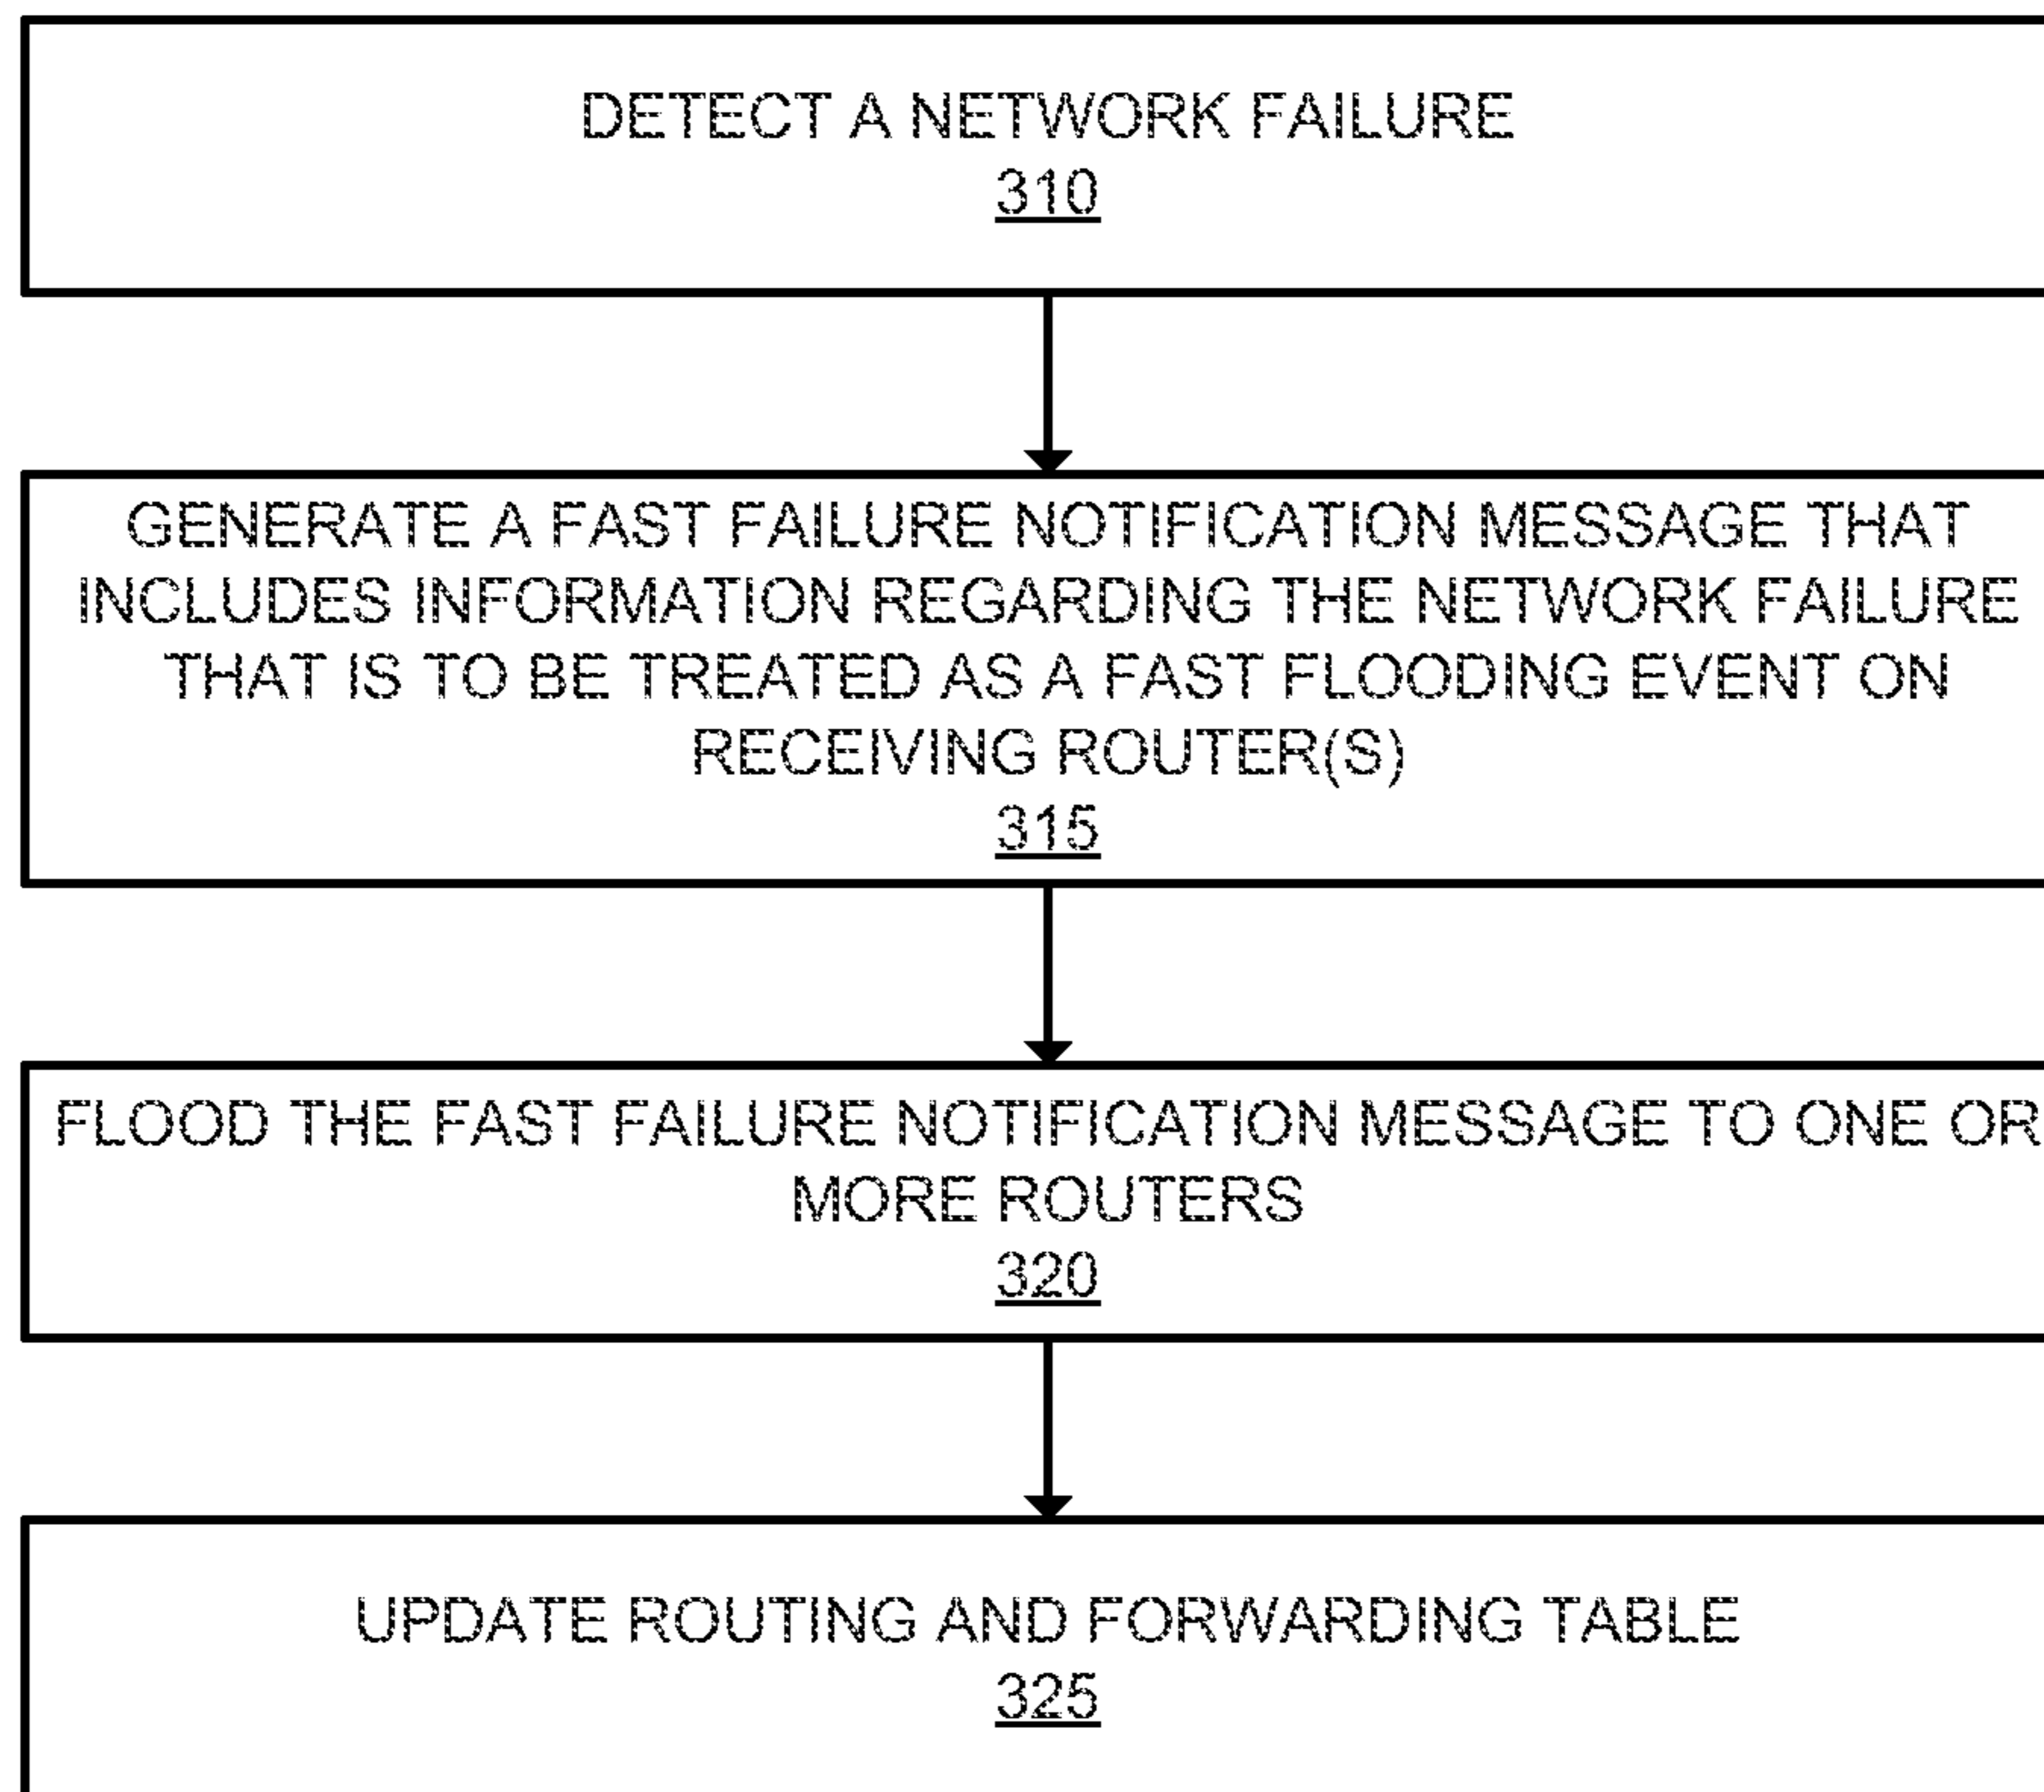 DETECT A NETWORK FAILURE
310
GENERATE A FAST FAILURE NOTIFICATION MESSAGE THAT
INCLUDES INFORMATION REGARDING THE NETWORK FAILURE
THAT IS TO BE TREATED AS A FAST FLOODING EVENT ON
RECEIVING ROUTER(S)
315
FLOOD THE FAST FAILURE NOTIFICATION MESSAGE TO ONE OR
MORE ROUTERS
320
UPDATE ROUTING AND FORWARDING TABLE
325